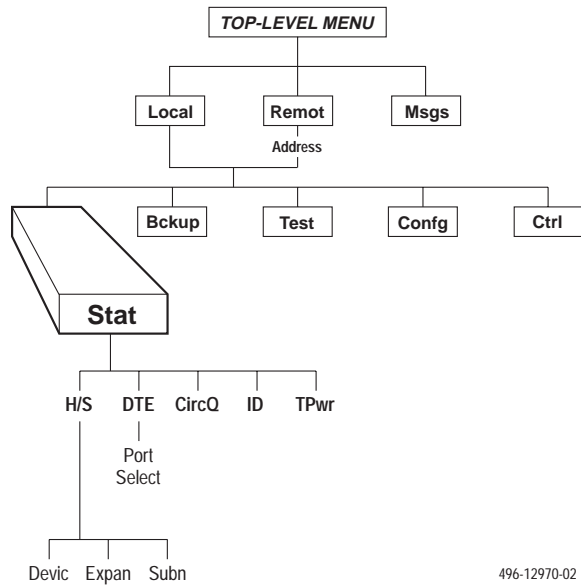 TOP-LEVEL MENU
Local
Remot
Msgs
Address
Bckup
Test
Confg
Ctrl
Stat
H/S
DTE
CircQ
ID
TPwr
Port
Select
Devic
Expan
Subn
496-12970-02